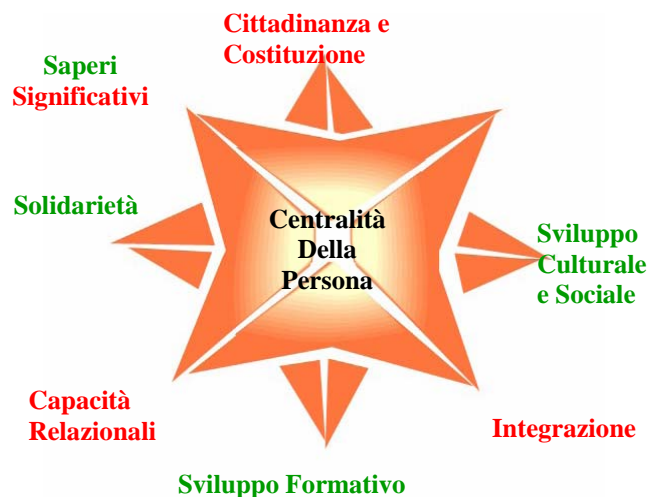 Cittadinanza e
Costituzione
Saperi
Significativi
Solidarietà
Centralità
Della
Persona
Sviluppo
Culturale
e Sociale
Capacità
Relazionali
Integrazione
Sviluppo Formativo